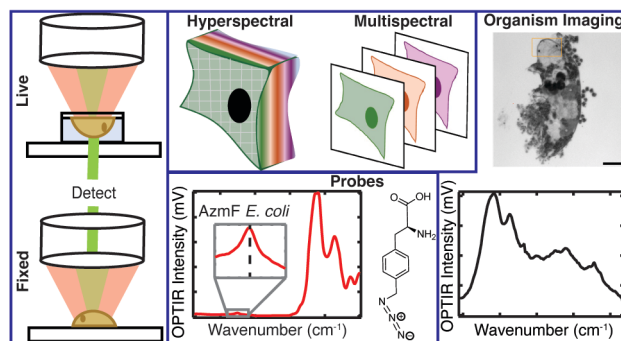 Live
Detect
Fixed
Hyperspectral
Multispectral
Organism Imaging
Probes
AzmF E. coli
OPTIR Intensity (mV)
Wavenumber (cm⁻¹)
O
OH
NH₂
N
N
N
⊕
⊖
OPTIR Intensity (mV)
Wavenumber (cm⁻¹)